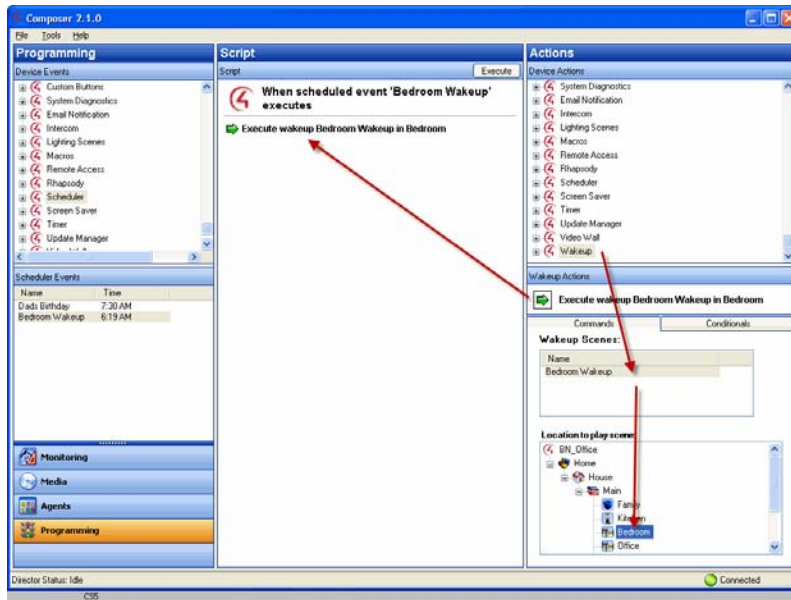 Composer 2.1.0
File Tools Help
Programming
Device Events
Custom Buttons
System Diagnostics
Email Notification
Intercom
Lighting Scenes
Macros
Remote Access
Rhapsody
Scheduler
Screen Saver
Timer
Update Manager
Scheduler Events
Name Time
Dads Birthday 7:30 AM
Bedroom Wakeup 6:19 AM
Monitoring
Media
Agents
Programming
Script
Script Execute
When scheduled event 'Bedroom Wakeup'
executes
Execute wakeup Bedroom Wakeup in Bedroom
Actions
Device Actions
System Diagnostics
Email Notification
Intercom
Lighting Scenes
Macros
Remote Access
Rhapsody
Scheduler
Screen Saver
Timer
Update Manager
Video Wall
Wakeup
Wakeup Actions
Execute wakeup Bedroom Wakeup in Bedroom
Commands Conditionals
Wakeup Scenes:
Name
Bedroom Wakeup
Location to play scene:
BN_Office
Home
House
Main
Family
Kitchen
Bedroom
Office
Director Status: Idle
Connected
CS5